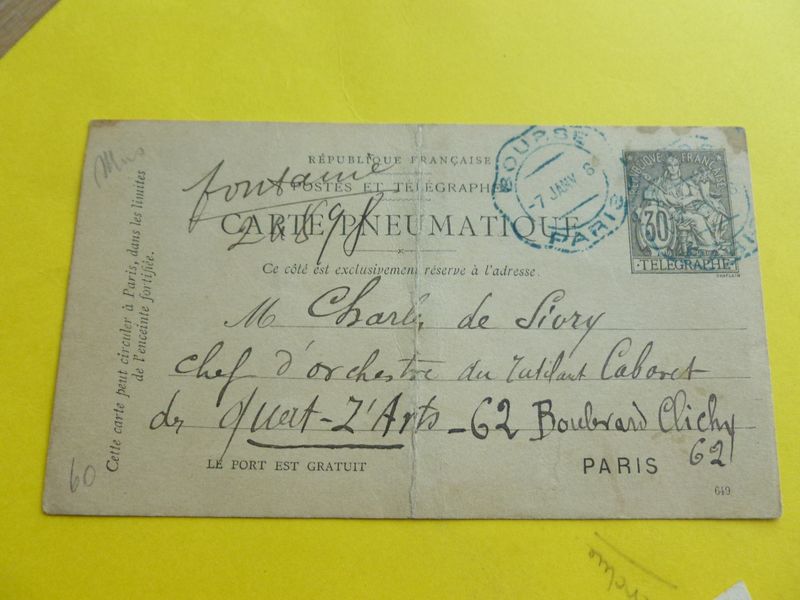 RÉPUBLIQUE FRANÇAISE
POSTES ET TÉLÉGRAPHES
CARTE PNEUMATIQUE
Ce côté est exclusivement réservé à l'adresse.
fontaine
BOURSE
-7 JANV 8
PARIS
RÉPUBLIQUE FRANÇAISE
30
TÉLÉGRAPHE
CHAPLAIN
Cette carte peut circuler à Paris, dans les limites
de l'enceinte fortifiée.
M Charles de Sivry
chef d'orchestre du Cabaret
des Quat-Z'Arts - 62 Boulevard Clichy
62
LE PORT EST GRATUIT
PARIS
649
60